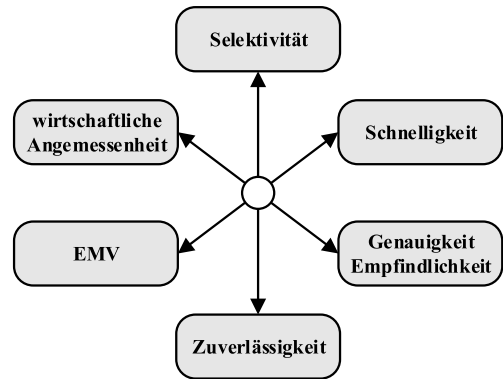 Selektivität
wirtschaftliche
Angemessenheit
Schnelligkeit
EMV
Genauigkeit
Empfindlichkeit
Zuverlässigkeit